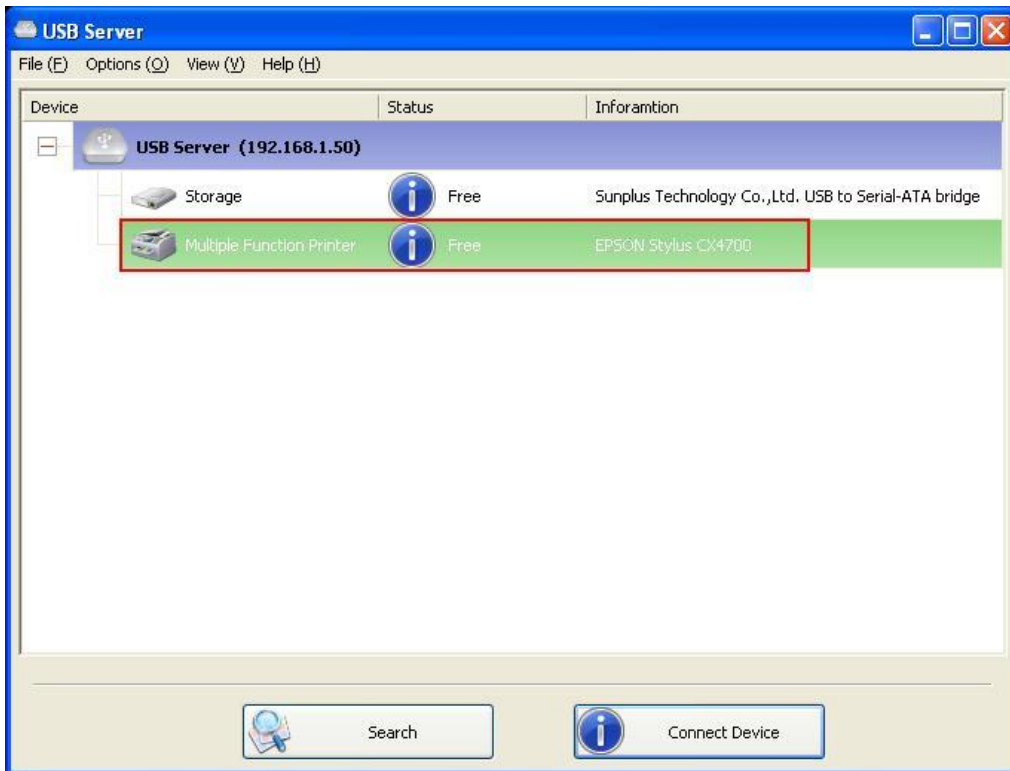 USB Server
File (F) Options (O) View (V) Help (H)
Device Status Inforamtion
USB Server (192.168.1.50)
Storage Free Sunplus Technology Co.,Ltd. USB to Serial-ATA bridge
Multiple Function Printer Free EPSON Stylus CX4700
Search Connect Device